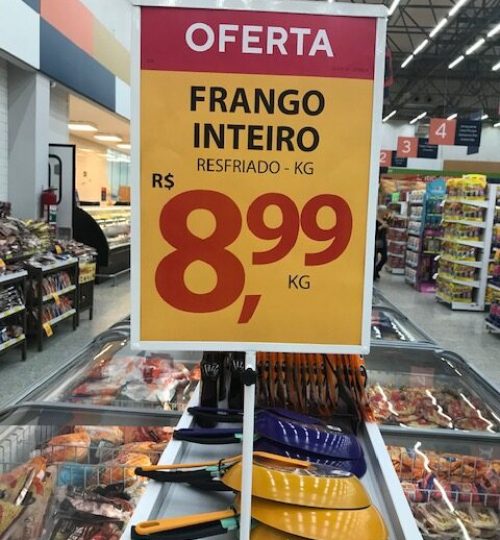 OFERTA
FRANGO
INTEIRO
RESFRIADO - KG
R$ 8,99
KG
2
3
4